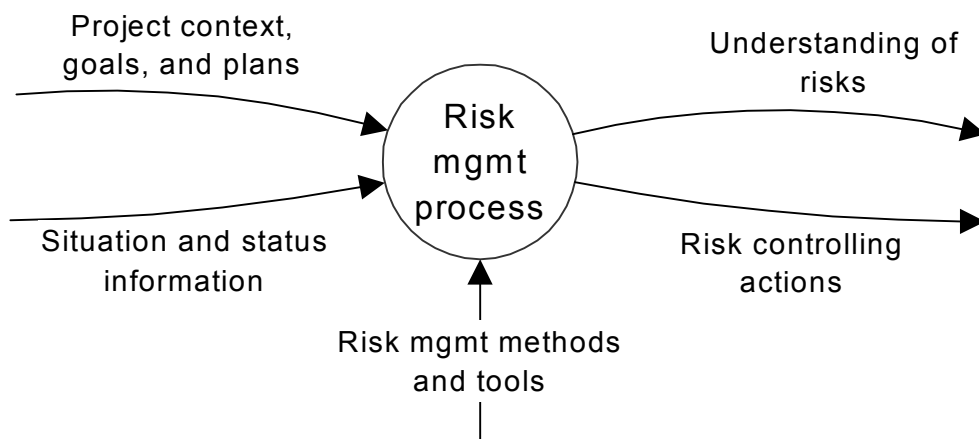 Project context,
goals, and plans
Understanding of
risks
Risk
mgmt
process
Situation and status
information
Risk controlling
actions
Risk mgmt methods
and tools